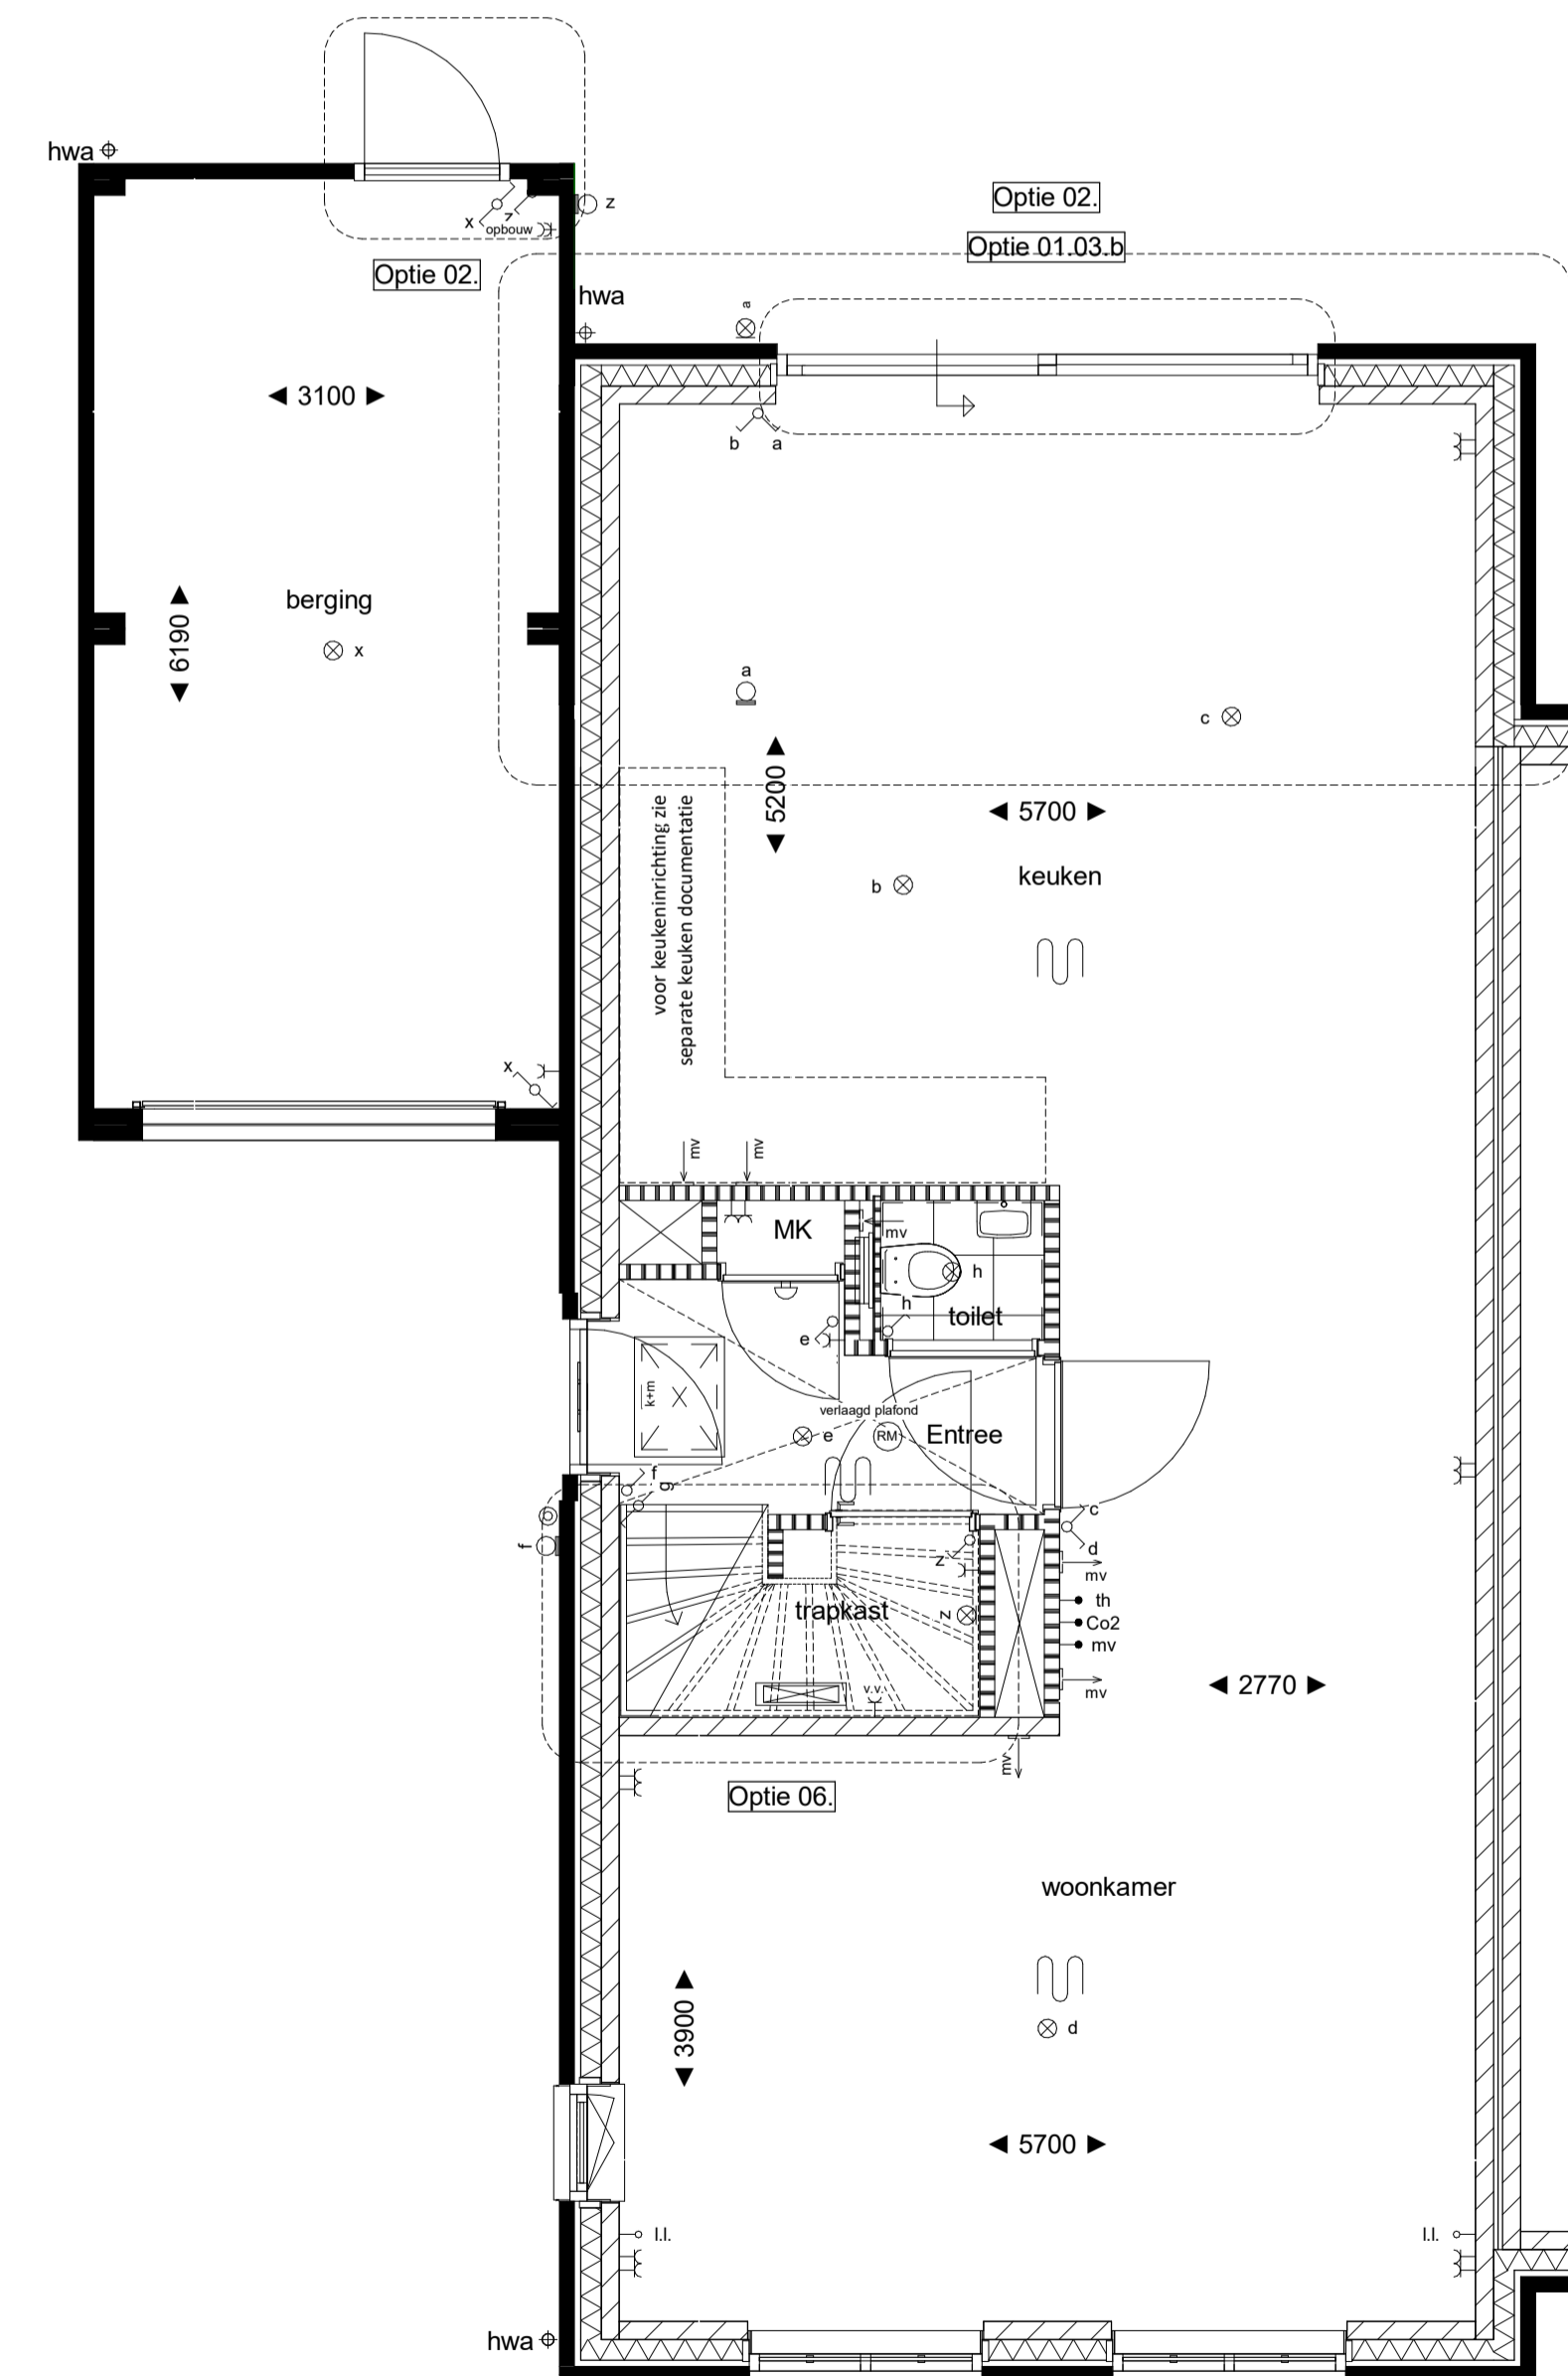 hwa
x
z
opbouw
z
Optie 02.
Optie 02.
Optie 01.03.b
hwa
a
3100
b
a
berging
x
6190
a
c
5200
5700
voor keukeninrichting zie
separate keuken documentatie
b
keuken
x
mv
mv
MK
mv
h
h
toilet
e
k+m
verlaagd plafond
e
RM
Entree
f
g
f
c
d
z
mv
th
Co2
mv
z
trapkast
v.v.
mv
2770
mv
Optie 06.
woonkamer
3900
d
5700
l.l.
l.l.
hwa